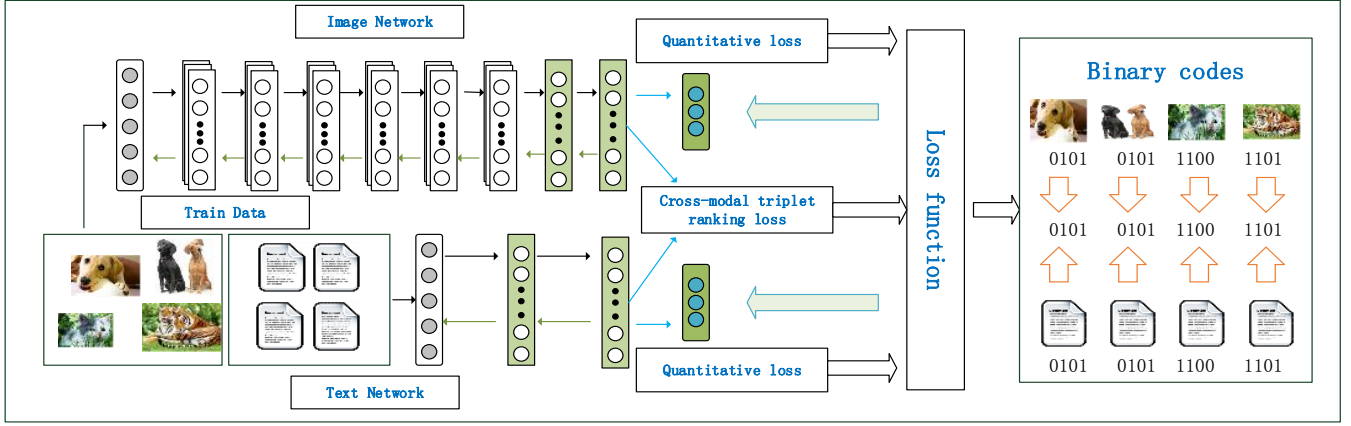 Image Network
Quantitative loss
Binary codes
0101 0101 1100 1101
Train Data
Cross-modal triplet
ranking loss
Loss function
0101 0101 1100 1101
Quantitative loss
0101 0101 1100 1101
Text Network